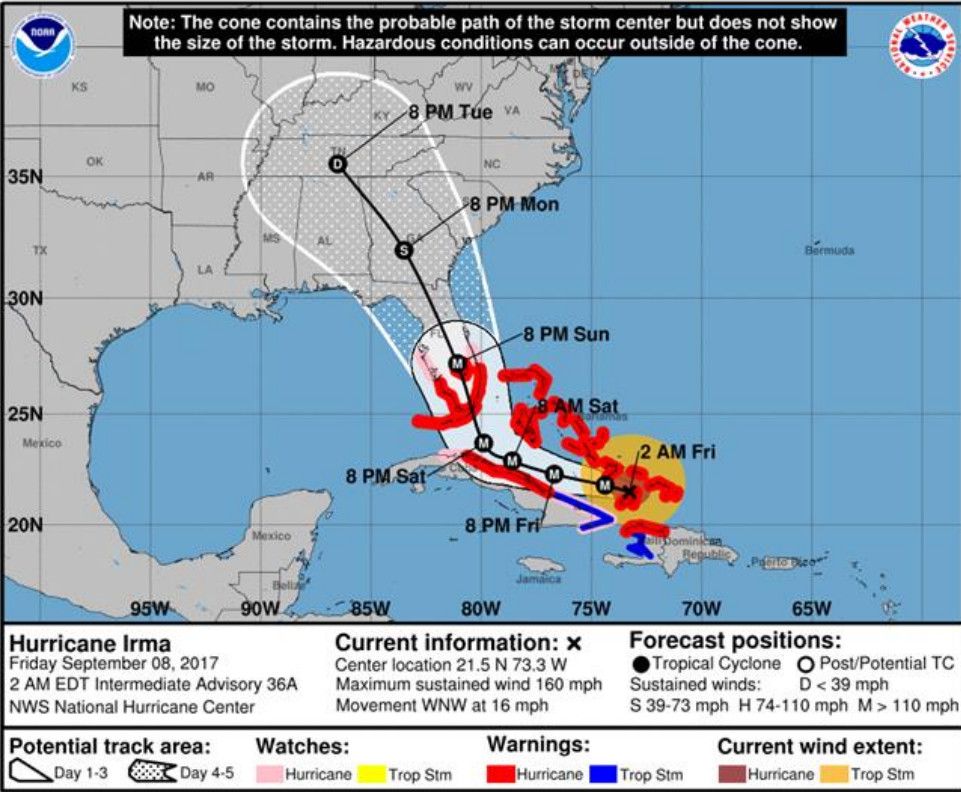 Note: The cone contains the probable path of the storm center but does not show
the size of the storm. Hazardous conditions can occur outside of the cone.
NOAA
NATIONAL WEATHER SERVICE
KS
MO
WV
VA
DE
KY
8 PM Tue
OK
TN
NC
35N
AR
8 PM Mon
MS
AL
GA
TX
LA
Bermuda
30N
FL
8 PM Sun
25N
8 AM Sat
Bahamas
Mexico
2 AM Fri
8 PM Sat
Cuba
8 PM Fri
20N
Mexico
Haiti
Dominican
Republic
Puerto Rico
Belize
Jamaica
95W
90W
85W
80W
75W
70W
65W
D
S
M
M
M
M
M
Hurricane Irma
Friday September 08, 2017
2 AM EDT Intermediate Advisory 36A
NWS National Hurricane Center
Current information: ×
Center location 21.5 N 73.3 W
Maximum sustained wind 160 mph
Movement WNW at 16 mph
Forecast positions:
Tropical Cyclone Post/Potential TC
Sustained winds: D < 39 mph
S 39-73 mph H 74-110 mph M > 110 mph
Potential track area:
Day 1-3 Day 4-5
Watches:
Hurricane Trop Stm
Warnings:
Hurricane Trop Stm
Current wind extent:
Hurricane Trop Stm